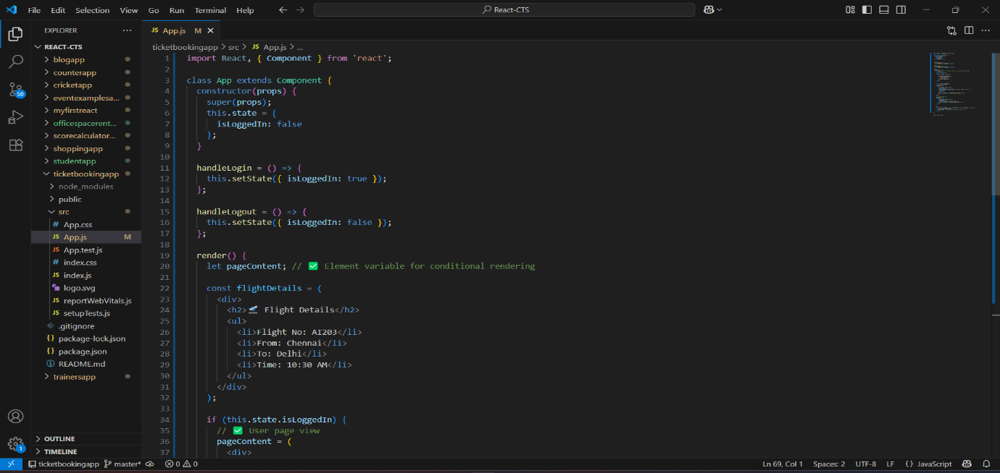 File Edit Selection View Go Run Terminal Help
React-CTS
EXPLORER
REACT-CTS
blogapp
counterapp
cricketapp
eventexamplesa...
myfirstreact
officespacerent...
scorecalculator...
shoppingapp
studentapp
ticketbookingapp
node_modules
public
src
# App.css
JS App.js M
JS App.test.js
# index.css
JS index.js
logo.svg
JS reportWebVitals.js
JS setupTests.js
.gitignore
{} package-lock.json
{} package.json
README.md
trainersapp
OUTLINE
TIMELINE
50
1
JS App.js M
ticketbookingapp > src > JS App.js > ...
1 import React, { Component } from 'react';
2
3 class App extends Component {
4 constructor(props) {
5 super(props);
6 this.state = {
7 isLoggedIn: false
8 };
9 }
10
11 handleLogin = () => {
12 this.setState({ isLoggedIn: true });
13 };
14
15 handleLogout = () => {
16 this.setState({ isLoggedIn: false });
17 };
18
19 render() {
20 let pageContent; // ✅ Element variable for conditional rendering
21
22 const flightDetails = (
23 <div>
24 <h2>🛫 Flight Details</h2>
25 <ul>
26 <li>Flight No: AI203</li>
27 <li>From: Chennai</li>
28 <li>To: Delhi</li>
29 <li>Time: 10:30 AM</li>
30 </ul>
31 </div>
32 );
33
34 if (this.state.isLoggedIn) {
35 // ✅ User page view
36 pageContent = (
37 <div>
ticketbookingapp master* 0 0 Ln 69, Col 1 Spaces: 2 UTF-8 LF {} JavaScript